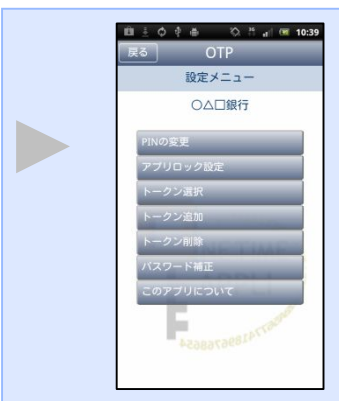 10:39
戻る OTP
設定メニュー
○△□銀行
PINの変更
アプリロック設定
トークン選択
トークン追加
トークン削除
パスワード補正
このアプリについて